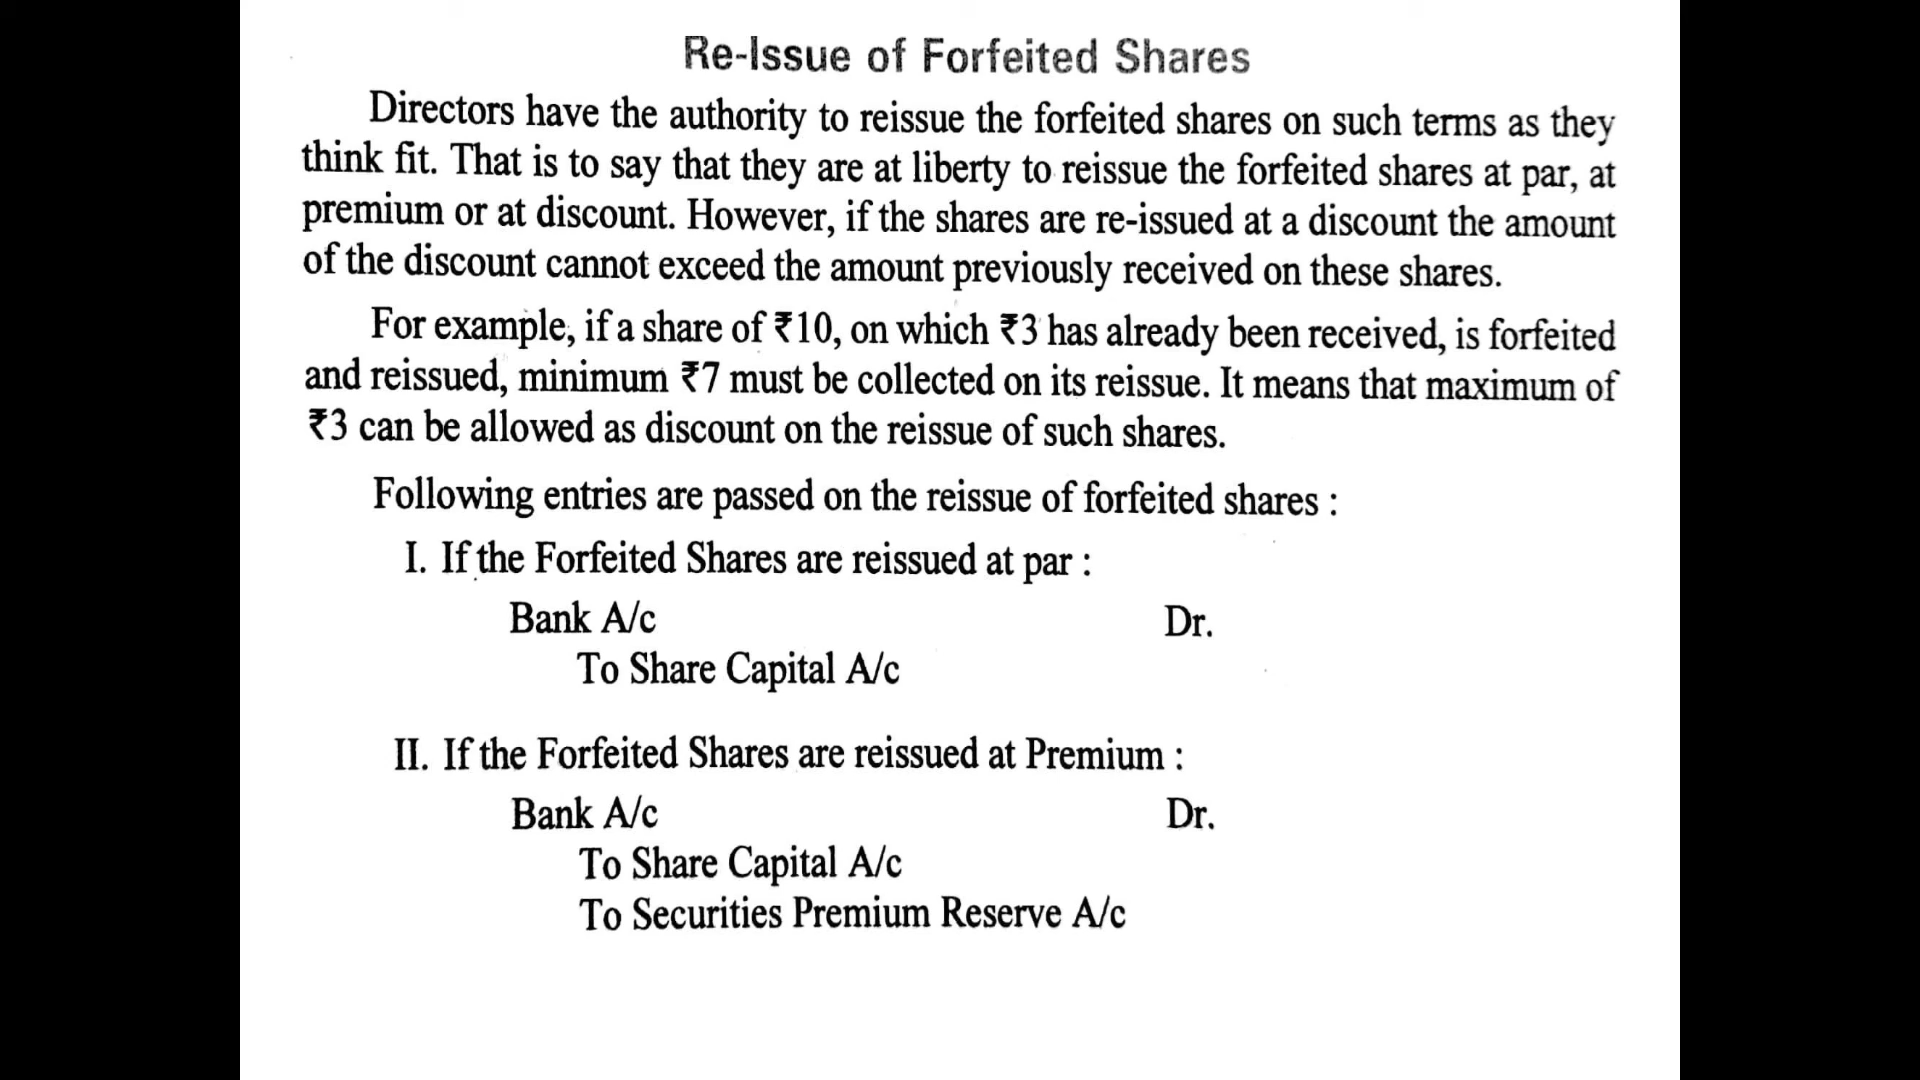 Re-Issue of Forfeited Shares
Directors have the authority to reissue the forfeited shares on such terms as they
think fit. That is to say that they are at liberty to reissue the forfeited shares at par, at
premium or at discount. However, if the shares are re-issued at a discount the amount
of the discount cannot exceed the amount previously received on these shares.
For example, if a share of ₹10, on which ₹3 has already been received, is forfeited
and reissued, minimum ₹7 must be collected on its reissue. It means that maximum of
₹3 can be allowed as discount on the reissue of such shares.
Following entries are passed on the reissue of forfeited shares :
I. If the Forfeited Shares are reissued at par :
Bank A/c Dr.
To Share Capital A/c
II. If the Forfeited Shares are reissued at Premium :
Bank A/c Dr.
To Share Capital A/c
To Securities Premium Reserve A/c